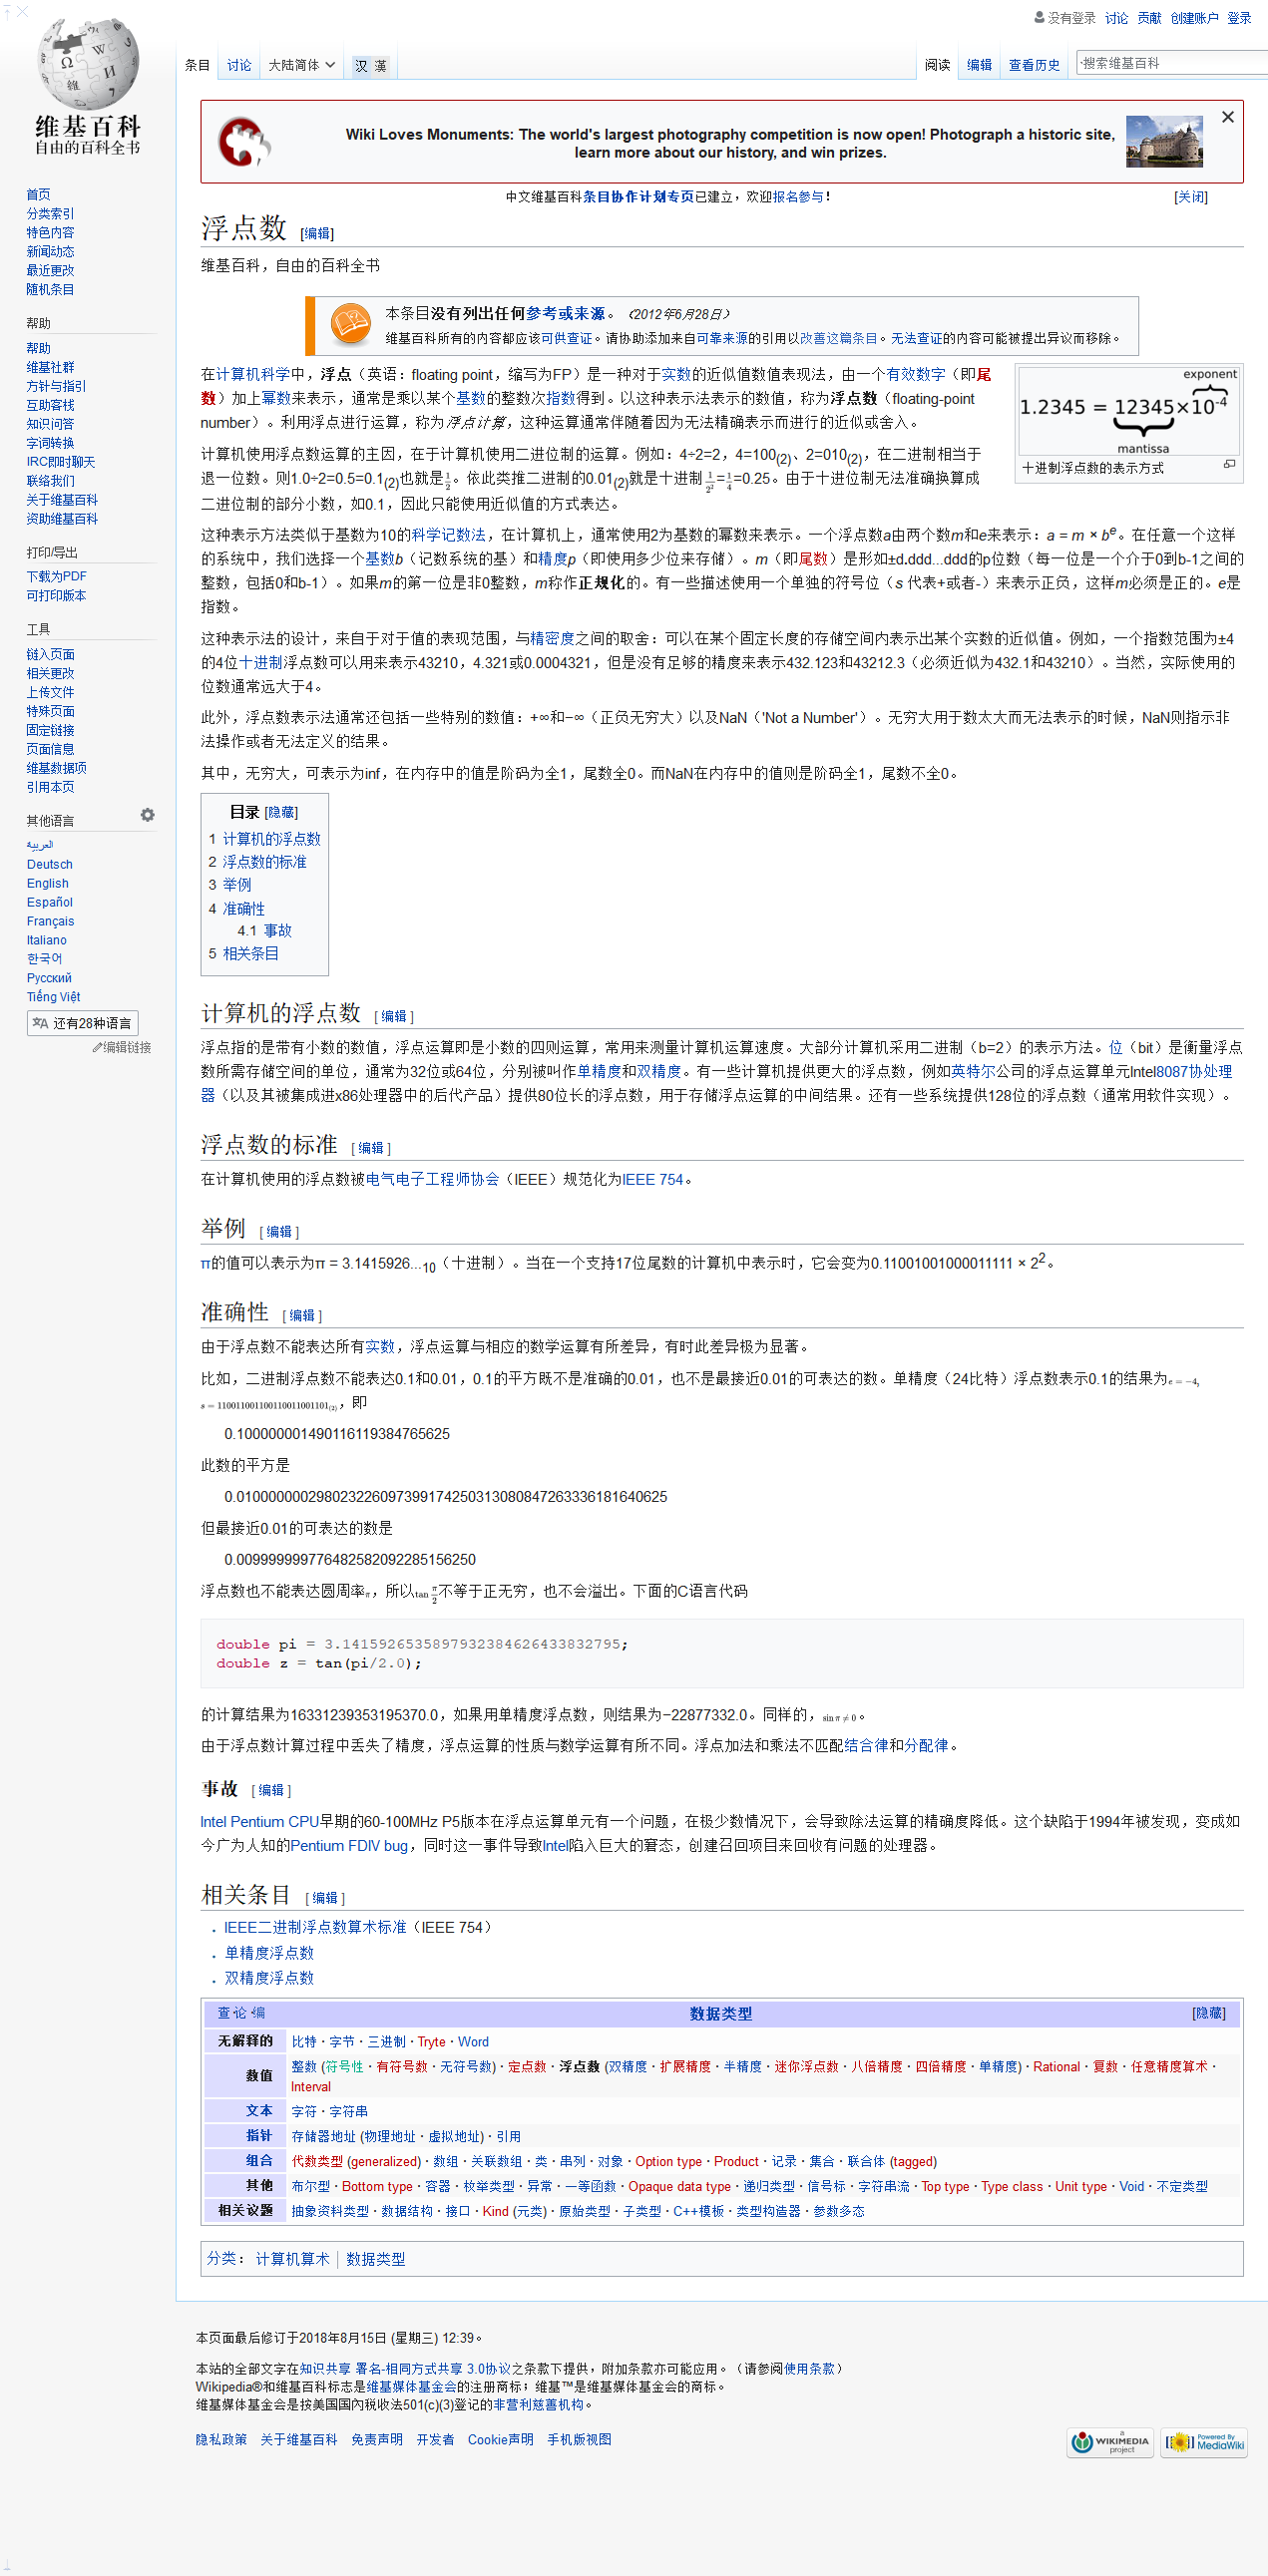 没有登录 讨论 贡献 创建账户 登录
条目 讨论 大陆简体 汉 漢 阅读 编辑 查看历史 搜索维基百科
维基百科
自由的百科全书
首页
分类索引
特色内容
新闻动态
最近更改
随机条目
帮助
帮助
维基社群
方针与指引
互助客栈
知识问答
字词转换
IRC即时聊天
联络我们
关于维基百科
资助维基百科
打印/导出
下载为PDF
可打印版本
工具
链入页面
相关更改
上传文件
特殊页面
固定链接
页面信息
维基数据项
引用本页
其他语言
العربية
Deutsch
English
Español
Français
Italiano
한국어
Русский
Tiếng Việt
还有28种语言
编辑链接
Wiki Loves Monuments: The world's largest photography competition is now open! Photograph a historic site,
learn more about our history, and win prizes.
中文维基百科条目协作计划专页已建立，欢迎报名参与！ [关闭]
浮点数 [编辑]
维基百科，自由的百科全书
本条目没有列出任何参考或来源。 （2012年6月28日）
维基百科所有的内容都应该可供查证。请协助添加来自可靠来源的引用以改善这篇条目。无法查证的内容可能被提出异议而移除。
exponent
1.2345 = 12345×10-4
mantissa
十进制浮点数的表示方式
在计算机科学中，浮点（英语：floating point，缩写为FP）是一种对于实数的近似值数值表现法，由一个有效数字（即尾
数）加上幂数来表示，通常是乘以某个基数的整数次指数得到。以这种表示法表示的数值，称为浮点数（floating-point
number）。利用浮点进行运算，称为浮点计算，这种运算通常伴随着因为无法精确表示而进行的近似或舍入。
计算机使用浮点数运算的主因，在于计算机使用二进位制的运算。例如：4÷2=2，4=100(2)、2=010(2)，在二进制相当于
退一位数。则1.0÷2=0.5=0.1(2)也就是1/2。依此类推二进制的0.01(2)就是十进制1/2²=1/4=0.25。由于十进位制无法准确换算成
二进位制的部分小数，如0.1，因此只能使用近似值的方式表达。
这种表示方法类似于基数为10的科学记数法，在计算机上，通常使用2为基数的幂数来表示。一个浮点数a由两个数m和e来表示：a = m × bᵉ。在任意一个这样
的系统中，我们选择一个基数b（记数系统的基）和精度p（即使用多少位来存储）。m（即尾数）是形如±d.ddd...ddd的p位数（每一位是一个介于0到b-1之间的
整数，包括0和b-1）。如果m的第一位是非0整数，m称作正规化的。有一些描述使用一个单独的符号位（s 代表+或者-）来表示正负，这样m必须是正的。e是
指数。
这种表示法的设计，来自于对于值的表现范围，与精密度之间的取舍：可以在某个固定长度的存储空间内表示出某个实数的近似值。例如，一个指数范围为±4
的4位十进制浮点数可以用来表示43210，4.321或0.0004321，但是没有足够的精度来表示432.123和43212.3（必须近似为432.1和43210）。当然，实际使用的
位数通常远大于4。
此外，浮点数表示法通常还包括一些特别的数值：+∞和−∞（正负无穷大）以及NaN（'Not a Number'）。无穷大用于数太大而无法表示的时候，NaN则指示非
法操作或者无法定义的结果。
其中，无穷大，可表示为inf，在内存中的值是阶码为全1，尾数全0。而NaN在内存中的值则是阶码全1，尾数不全0。
目录 [隐藏]
1 计算机的浮点数
2 浮点数的标准
3 举例
4 准确性
4.1 事故
5 相关条目
计算机的浮点数 [ 编辑 ]
浮点指的是带有小数的数值，浮点运算即是小数的四则运算，常用来测量计算机运算速度。大部分计算机采用二进制（b=2）的表示方法。位（bit）是衡量浮点
数所需存储空间的单位，通常为32位或64位，分别被叫作单精度和双精度。有一些计算机提供更大的浮点数，例如英特尔公司的浮点运算单元Intel8087协处理
器（以及其被集成进x86处理器中的后代产品）提供80位长的浮点数，用于存储浮点运算的中间结果。还有一些系统提供128位的浮点数（通常用软件实现）。
浮点数的标准 [ 编辑 ]
在计算机使用的浮点数被电气电子工程师协会（IEEE）规范化为IEEE 754。
举例 [ 编辑 ]
π的值可以表示为π = 3.1415926...10（十进制）。当在一个支持17位尾数的计算机中表示时，它会变为0.11001001000011111 × 2²。
准确性 [ 编辑 ]
由于浮点数不能表达所有实数，浮点运算与相应的数学运算有所差异，有时此差异极为显著。
比如，二进制浮点数不能表达0.1和0.01，0.1的平方既不是准确的0.01，也不是最接近0.01的可表达的数。单精度（24比特）浮点数表示0.1的结果为e = −4,
s = 110011001100110011001101(2)，即
0.100000001490116119384765625
此数的平方是
0.010000000298023226097399174250313080847263336181640625
但最接近0.01的可表达的数是
0.009999999776482582092285156250
浮点数也不能表达圆周率π，所以tan π/2不等于正无穷，也不会溢出。下面的C语言代码
double pi = 3.1415926535897932384626433832795;
double z = tan(pi/2.0);
的计算结果为16331239353195370.0，如果用单精度浮点数，则结果为−22877332.0。同样的，sin π ≠ 0。
由于浮点数计算过程中丢失了精度，浮点运算的性质与数学运算有所不同。浮点加法和乘法不匹配结合律和分配律。
事故 [ 编辑 ]
Intel Pentium CPU早期的60-100MHz P5版本在浮点运算单元有一个问题，在极少数情况下，会导致除法运算的精确度降低。这个缺陷于1994年被发现，变成如
今广为人知的Pentium FDIV bug，同时这一事件导致Intel陷入巨大的窘态，创建召回项目来回收有问题的处理器。
相关条目 [ 编辑 ]
IEEE二进制浮点数算术标准（IEEE 754）
单精度浮点数
双精度浮点数
查·论·编 数据类型 [隐藏]
无解释的 比特 · 字节 · 三进制 · Tryte · Word
数值 整数 (符号性 · 有符号数 · 无符号数) · 定点数 · 浮点数 (双精度 · 扩展精度 · 半精度 · 迷你浮点数 · 八倍精度 · 四倍精度 · 单精度) · Rational · 复数 · 任意精度算术 ·
Interval
文本 字符 · 字符串
指针 存储器地址 (物理地址 · 虚拟地址) · 引用
组合 代数类型 (generalized) · 数组 · 关联数组 · 类 · 串列 · 对象 · Option type · Product · 记录 · 集合 · 联合体 (tagged)
其他 布尔型 · Bottom type · 容器 · 枚举类型 · 异常 · 一等函数 · Opaque data type · 递归类型 · 信号标 · 字符串流 · Top type · Type class · Unit type · Void · 不定类型
相关议题 抽象资料类型 · 数据结构 · 接口 · Kind (元类) · 原始类型 · 子类型 · C++模板 · 类型构造器 · 参数多态
分类： 计算机算术 | 数据类型
本页面最后修订于2018年8月15日 (星期三) 12:39。
本站的全部文字在知识共享 署名-相同方式共享 3.0协议之条款下提供，附加条款亦可能应用。（请参阅使用条款）
Wikipedia®和维基百科标志是维基媒体基金会的注册商标；维基™是维基媒体基金会的商标。
维基媒体基金会是按美国国內税收法501(c)(3)登记的非营利慈善机构。
隐私政策 关于维基百科 免责声明 开发者 Cookie声明 手机版视图
a WIKIMEDIA project
Powered By MediaWiki